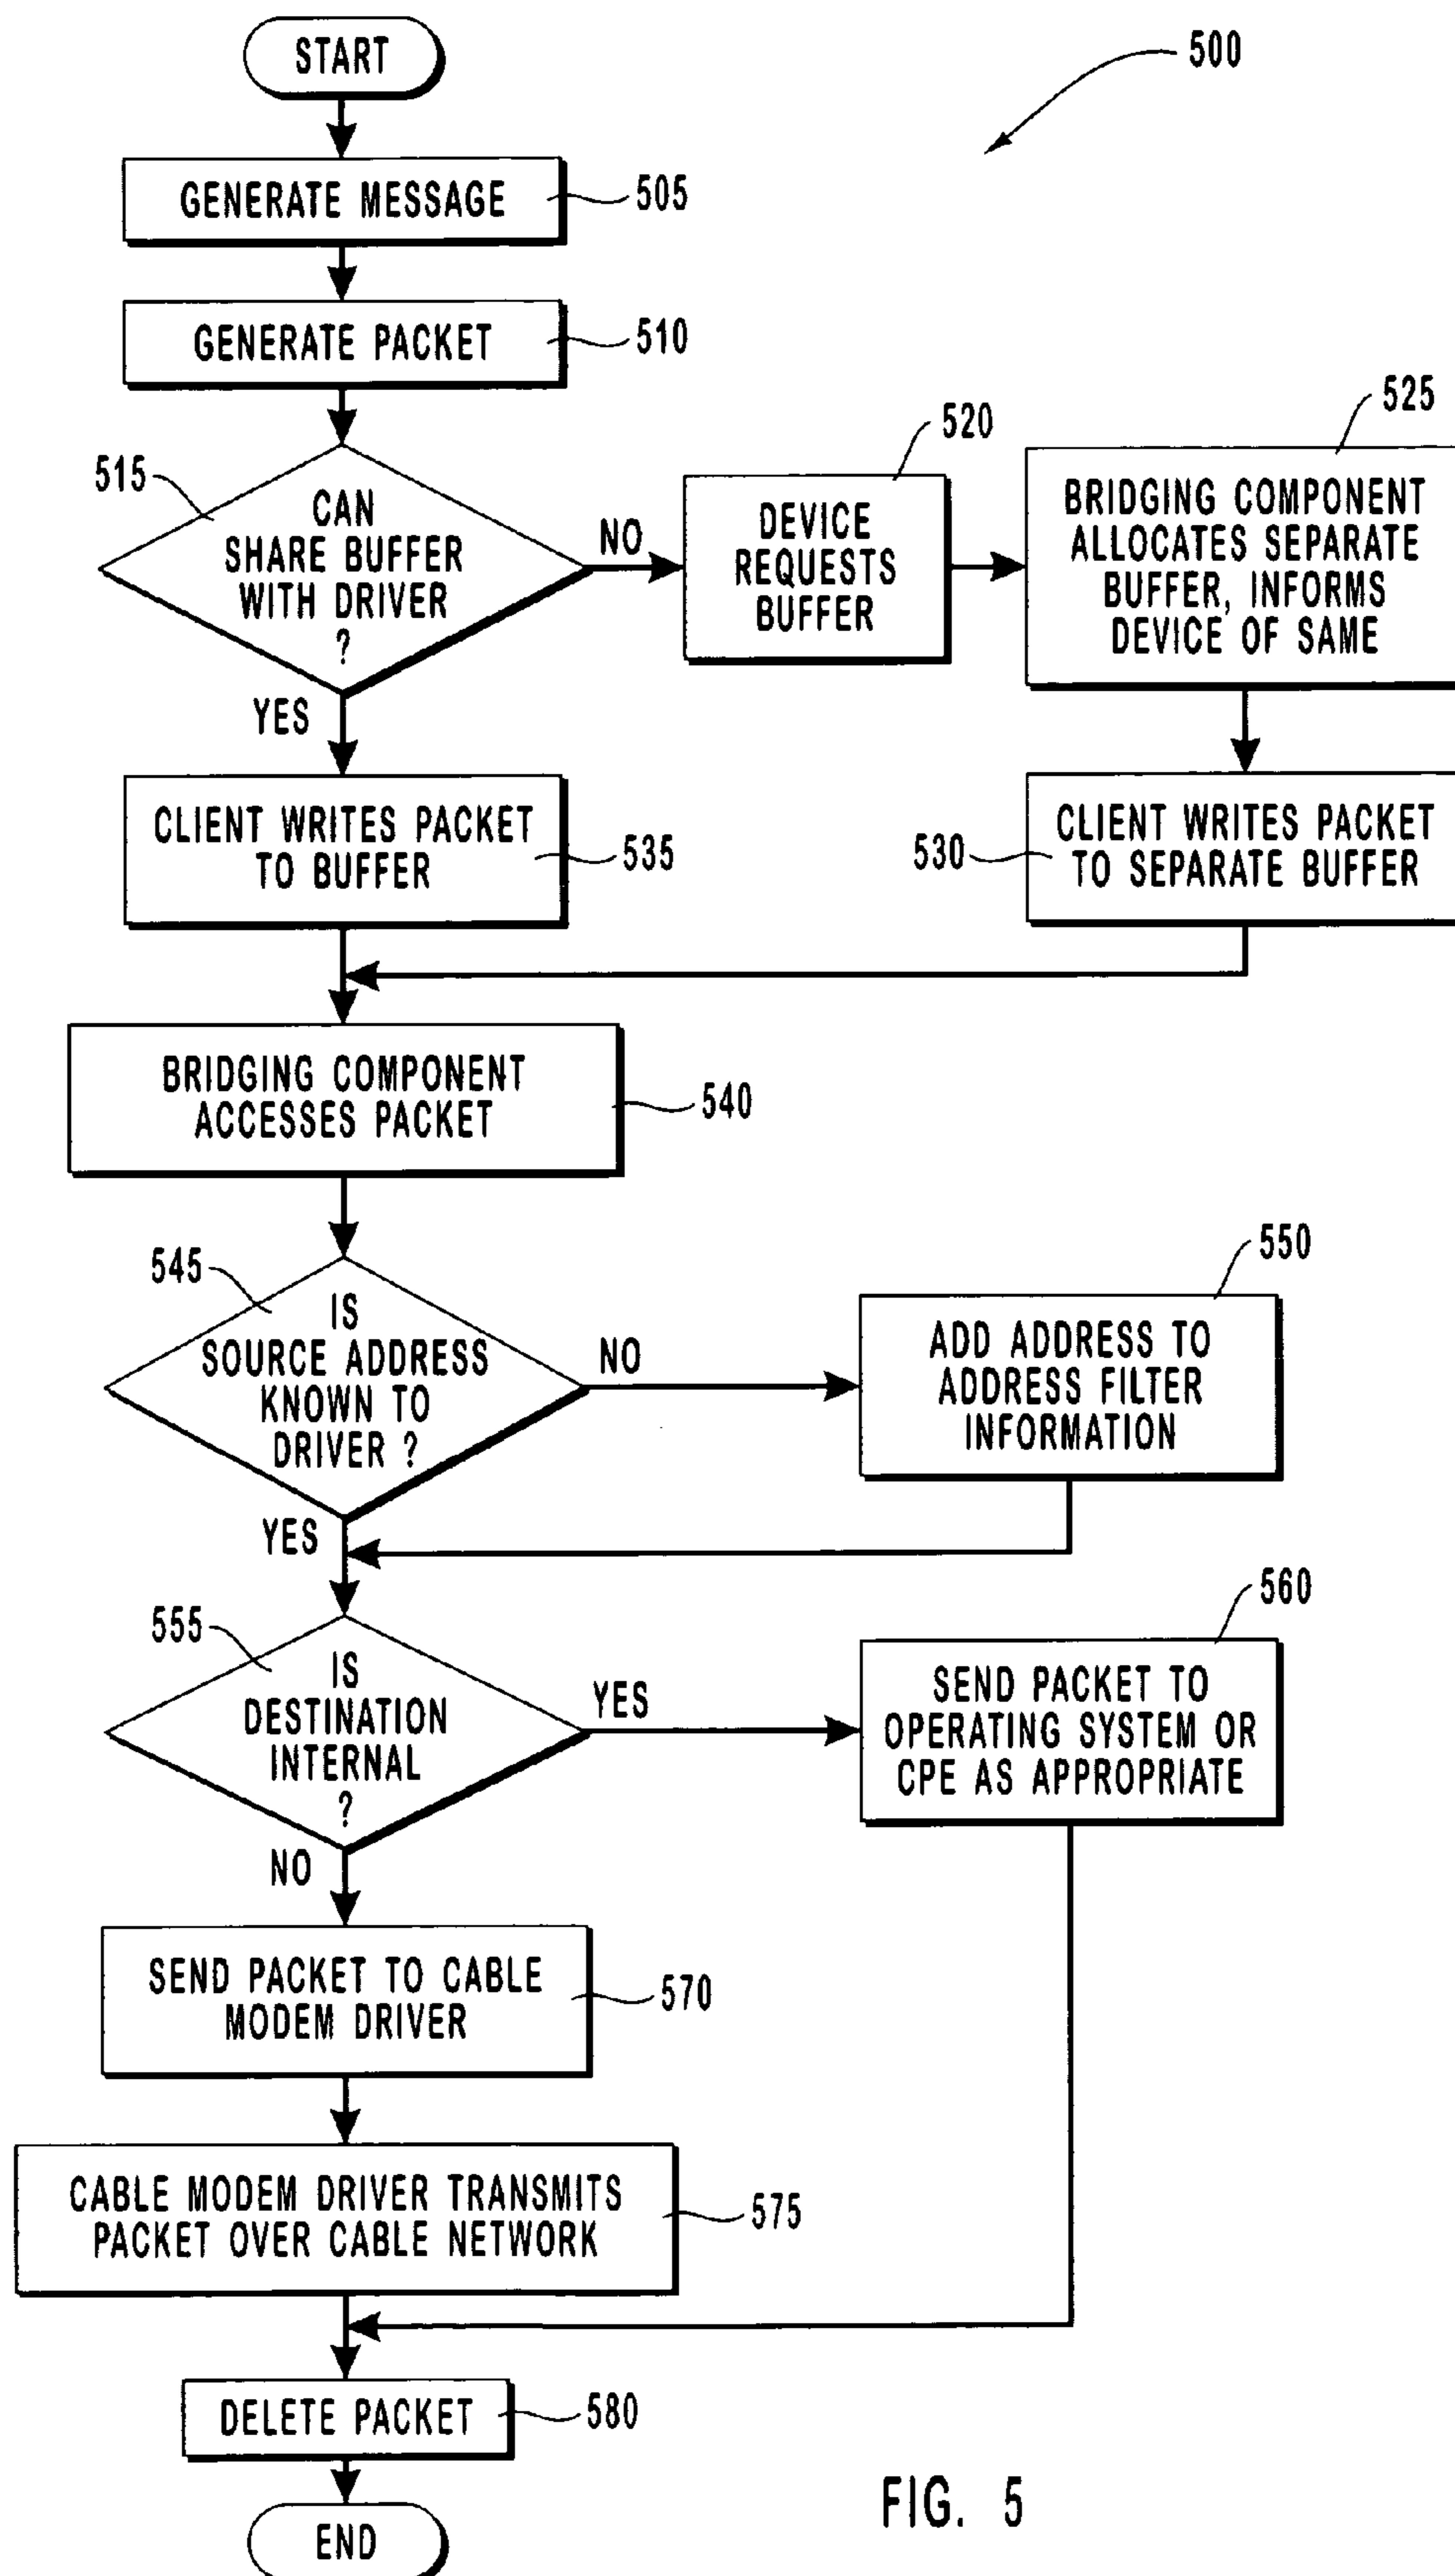 START
500
GENERATE MESSAGE
505
GENERATE PACKET
510
515
CAN
SHARE BUFFER
WITH DRIVER
?
NO
YES
520
DEVICE
REQUESTS
BUFFER
525
BRIDGING COMPONENT
ALLOCATES SEPARATE
BUFFER, INFORMS
DEVICE OF SAME
CLIENT WRITES PACKET
TO BUFFER
535
530
CLIENT WRITES PACKET
TO SEPARATE BUFFER
BRIDGING COMPONENT
ACCESSES PACKET
540
545
IS
SOURCE ADDRESS
KNOWN TO
DRIVER ?
NO
YES
550
ADD ADDRESS TO
ADDRESS FILTER
INFORMATION
555
IS
DESTINATION
INTERNAL
?
YES
NO
560
SEND PACKET TO
OPERATING SYSTEM OR
CPE AS APPROPRIATE
SEND PACKET TO CABLE
MODEM DRIVER
570
CABLE MODEM DRIVER TRANSMITS
PACKET OVER CABLE NETWORK
575
DELETE PACKET
580
END
FIG. 5